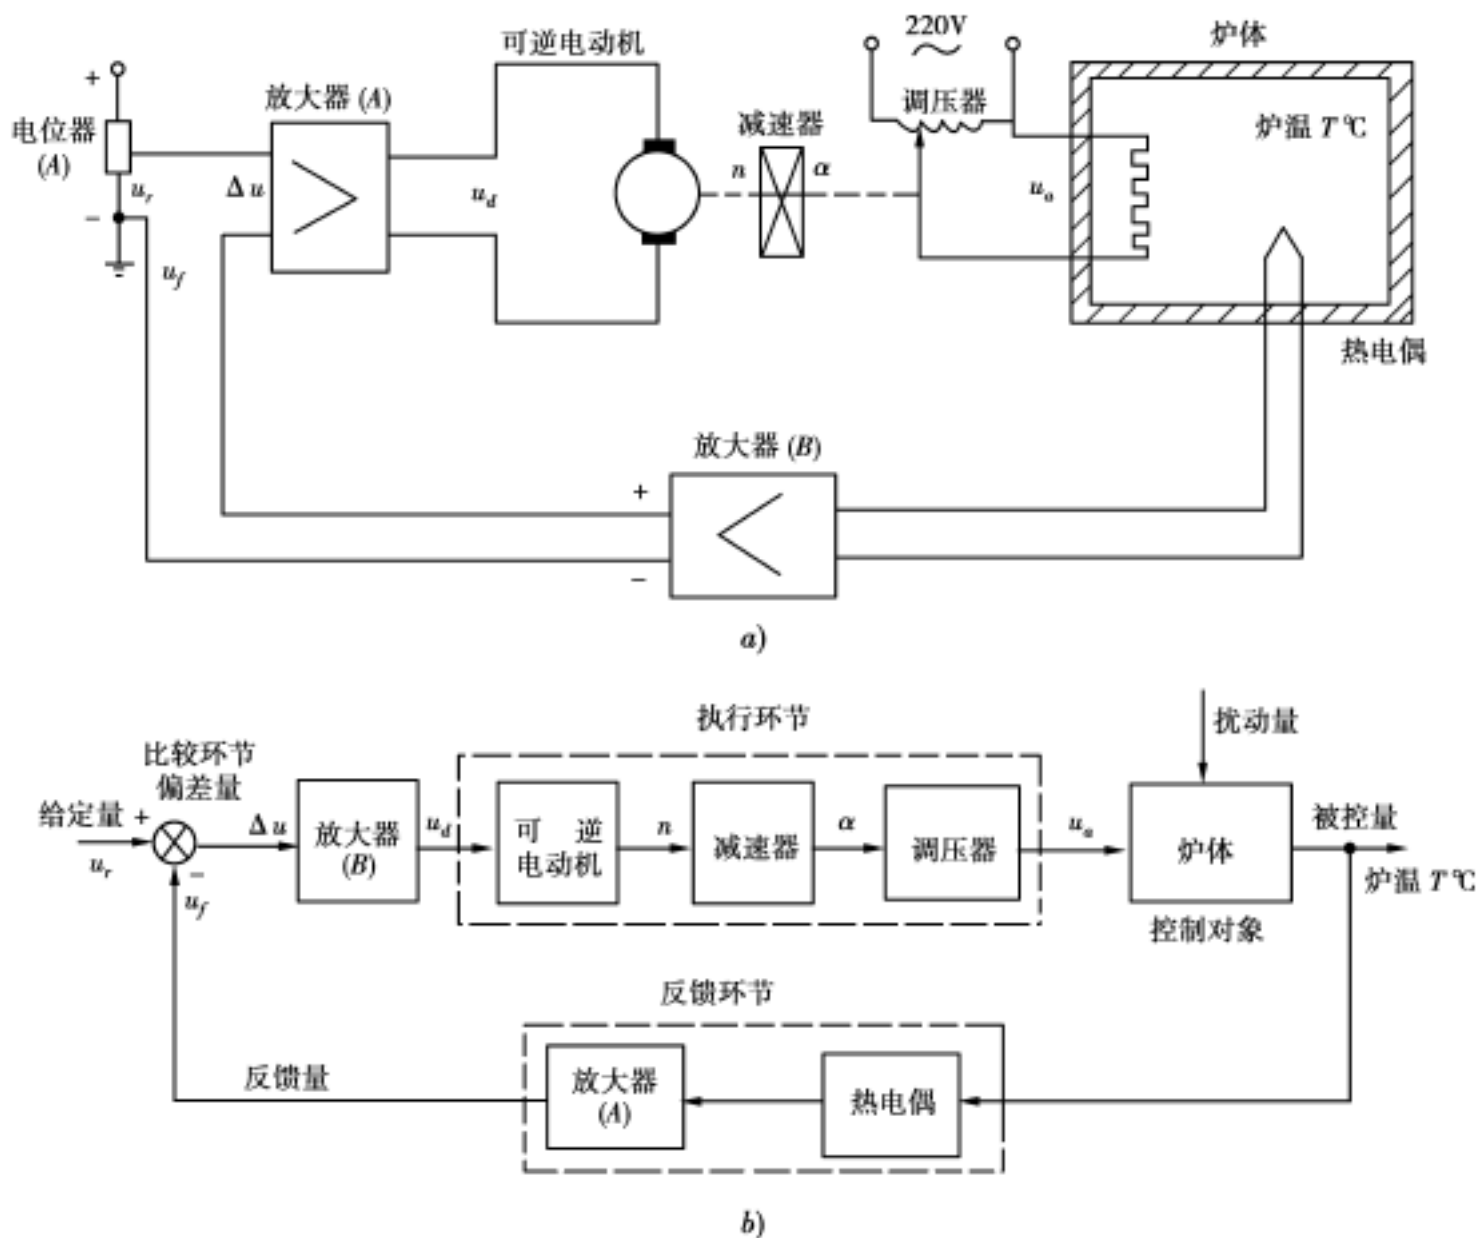 220V
可逆电动机
炉体
+
放大器 (A)
调压器
电位器
(A)
减速器
炉温 T ℃
n
α
u_r
Δu
u_d
u_a
−
u_f
热电偶
放大器 (B)
+
−
a)
执行环节
扰动量
比较环节
偏差量
给定量 +
Δu
放大器
(B)
u_d
可 逆
电动机
n
减速器
α
调压器
u_a
炉体
被控量
u_r
−
u_f
炉温 T ℃
控制对象
反馈环节
反馈量
放大器
(A)
热电偶
b)